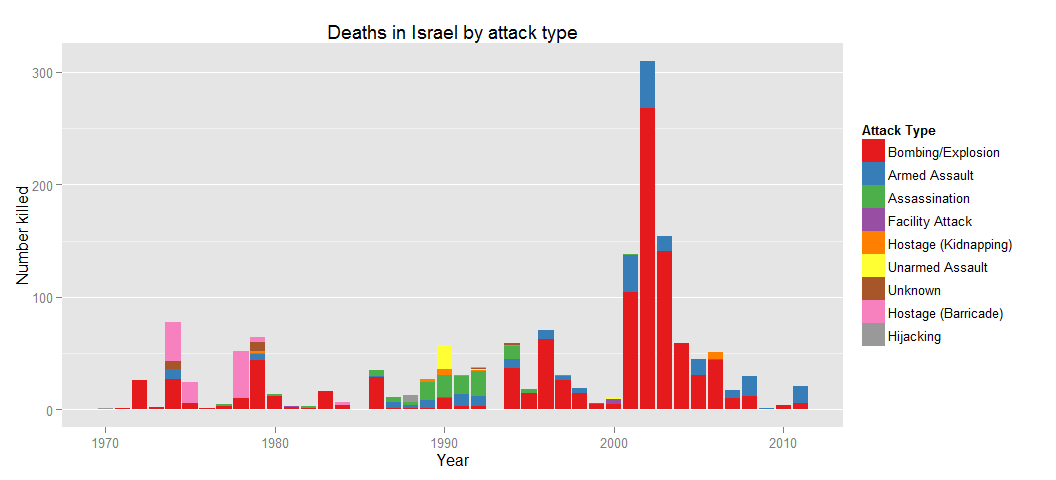 Deaths in Israel by attack type
Number killed
300
200
100
0
1970
1980
1990
2000
2010
Year
Attack Type
Bombing/Explosion
Armed Assault
Assassination
Facility Attack
Hostage (Kidnapping)
Unarmed Assault
Unknown
Hostage (Barricade)
Hijacking